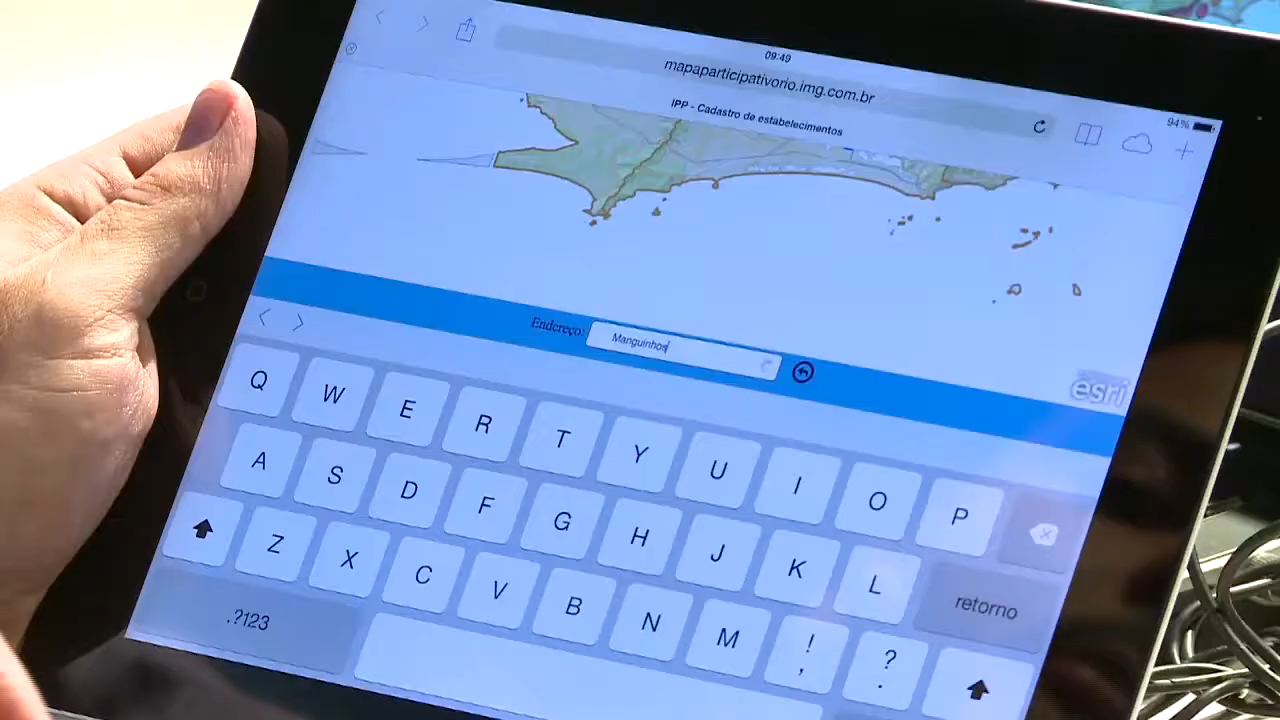 09:49
94%
mapaparticipativorio.img.com.br
IPP - Cadastro de estabelecimentos
Endereço: Manguinhos
esri
Q W E R T Y U I O P
A S D F G H J K L retorno
Z X C V B N M ! , ? .
.?123